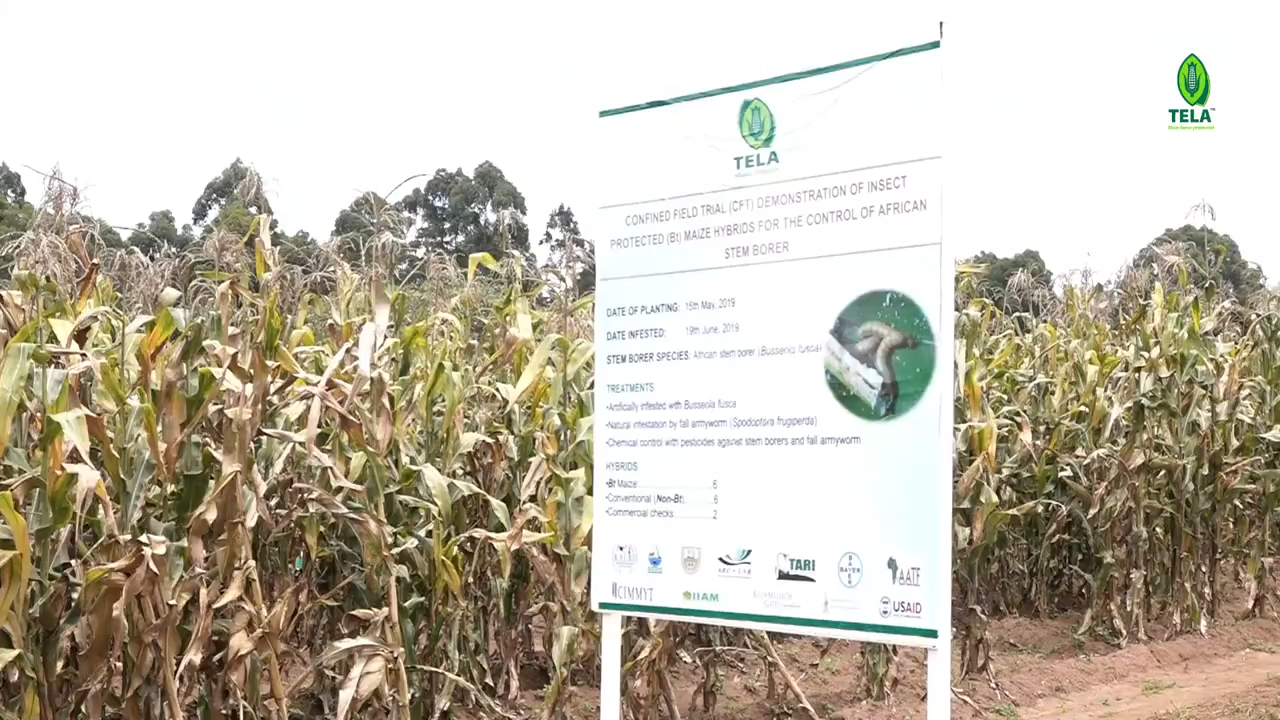 TELA
TELA
CONFINED FIELD TRIAL (CFT) DEMONSTRATION OF INSECT
PROTECTED (Bt) MAIZE HYBRIDS FOR THE CONTROL OF AFRICAN
STEM BORER
DATE OF PLANTING: 15th May, 2019
DATE INFESTED: 19th June, 2019
STEM BORER SPECIES: African stem borer (Busseola fusca)
TREATMENTS
•Artificially infested with Busseola fusca
•Natural infestation by fall armyworm (Spodoptora frugiperda)
•Chemical control with pesticides against stem borers and fall armyworm
HYBRIDS
•Bt Maize: 6
•Conventional (Non-Bt). 6
•Commercial checks: 2
TARI
BAYER
AATF
CIMMYT
IIAM
USAID